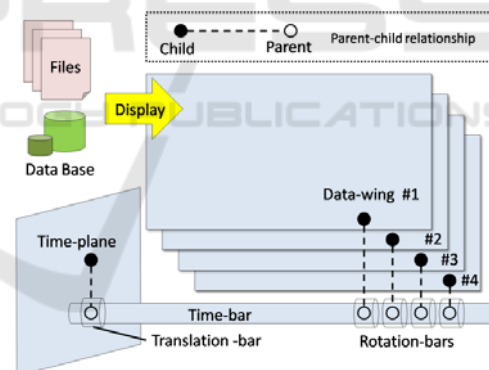 Child
Parent
Parent-child relationship
Files
Data Base
Display
Data-wing #1
#2
#3
#4
Time-plane
Time-bar
Translation -bar
Rotation-bars